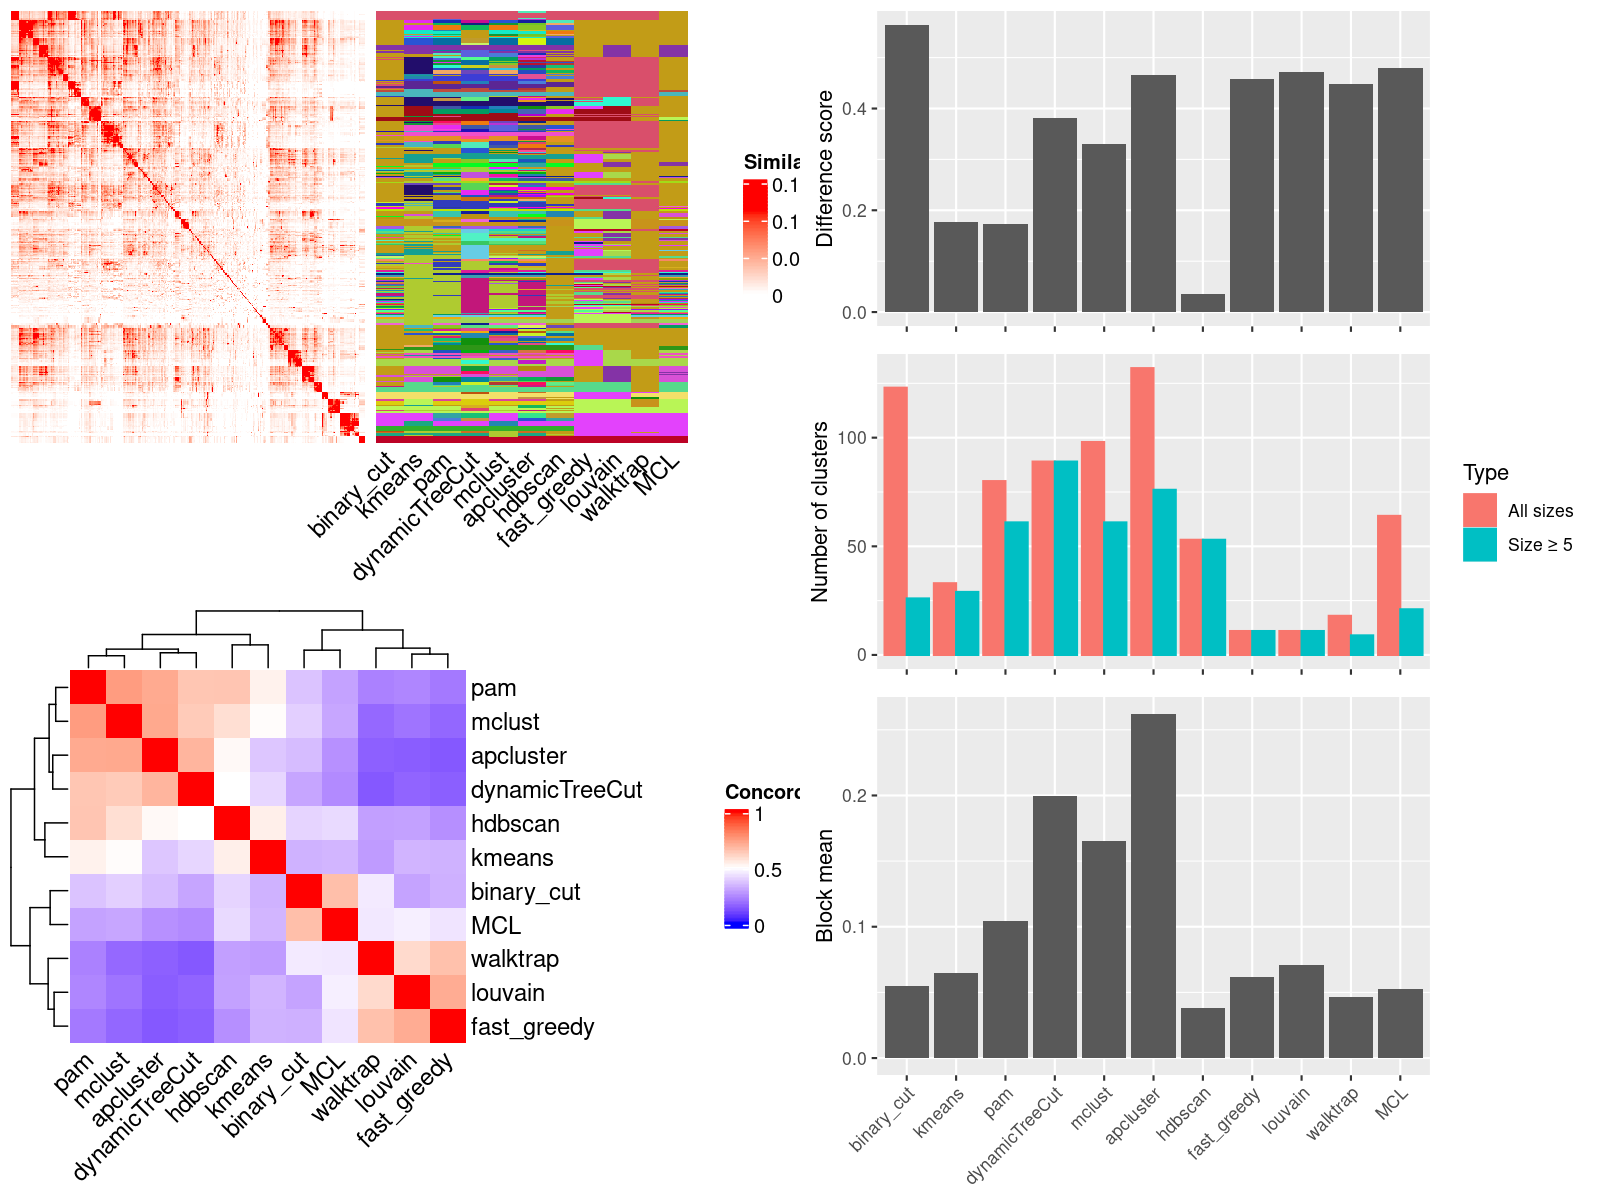 Simila
0.1
0.1
0.0
0
binary_cut
kmeans
pam
dynamicTreeCut
mclust
apcluster
hdbscan
fast_greedy
louvain
walktrap
MCL
pam
mclust
apcluster
dynamicTreeCut
hdbscan
kmeans
binary_cut
MCL
walktrap
louvain
fast_greedy
pam
mclust
apcluster
dynamicTreeCut
hdbscan
kmeans
binary_cut
MCL
walktrap
louvain
fast_greedy
Concord
1
0.5
0
Difference score
0.4
0.2
0.0
Number of clusters
100
50
0
Type
All sizes
Size ≥ 5
Block mean
0.2
0.1
0.0
binary_cut
kmeans
pam
dynamicTreeCut
mclust
apcluster
hdbscan
fast_greedy
louvain
walktrap
MCL